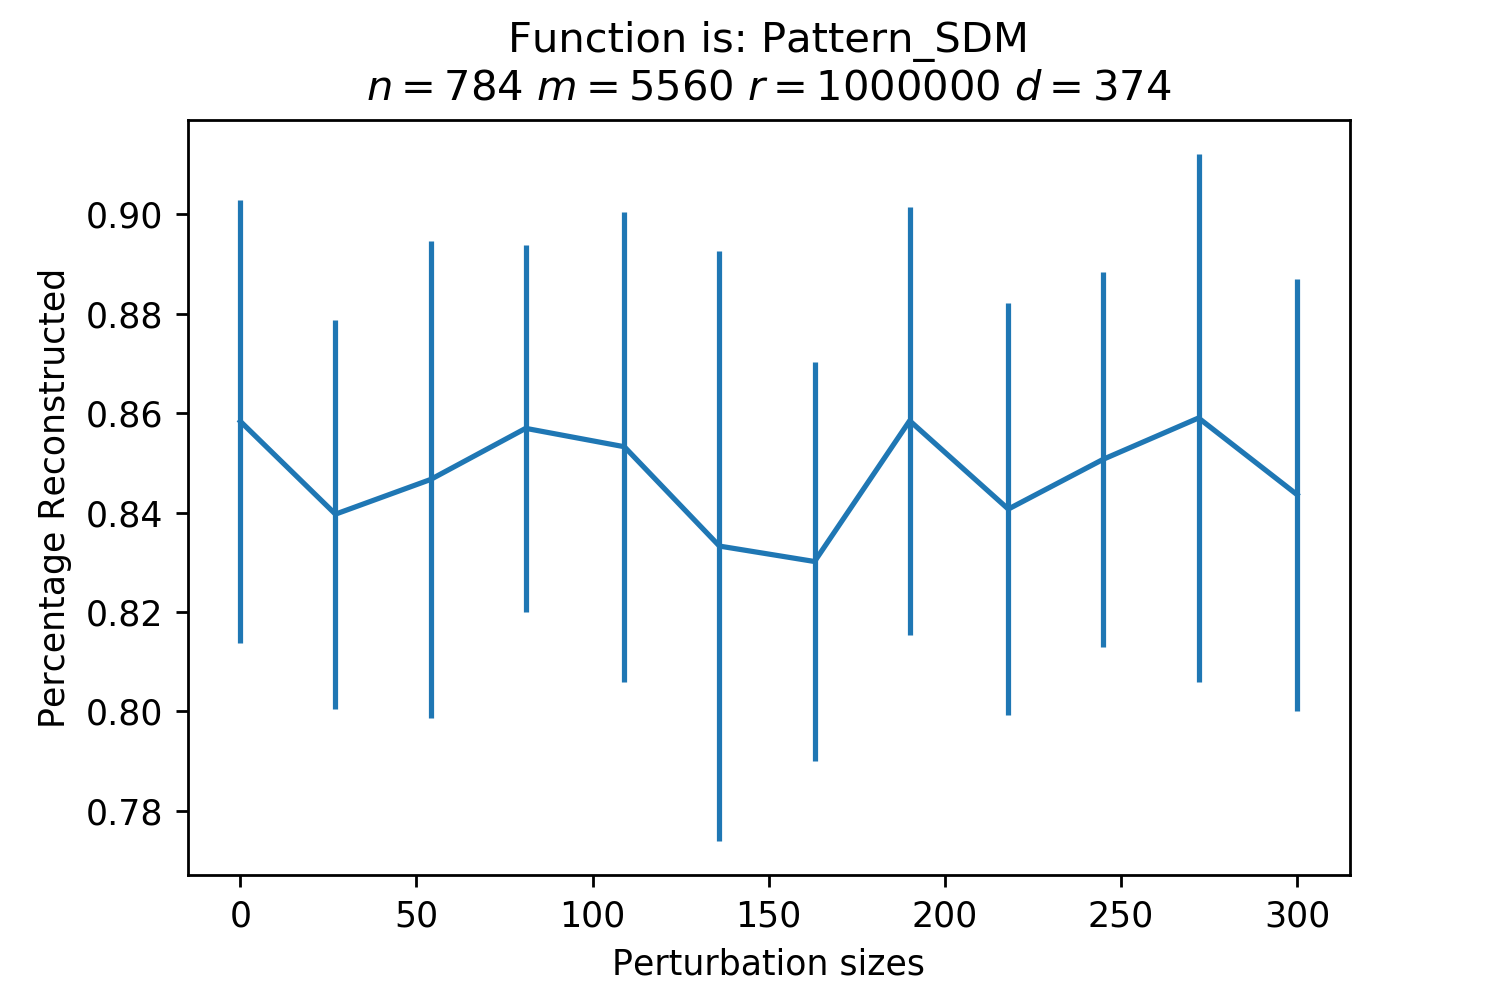 Function is: Pattern_SDM
n = 784 m = 5560 r = 1000000 d = 374
Percentage Reconstructed
0.90
0.88
0.86
0.84
0.82
0.80
0.78
0 50 100 150 200 250 300
Perturbation sizes